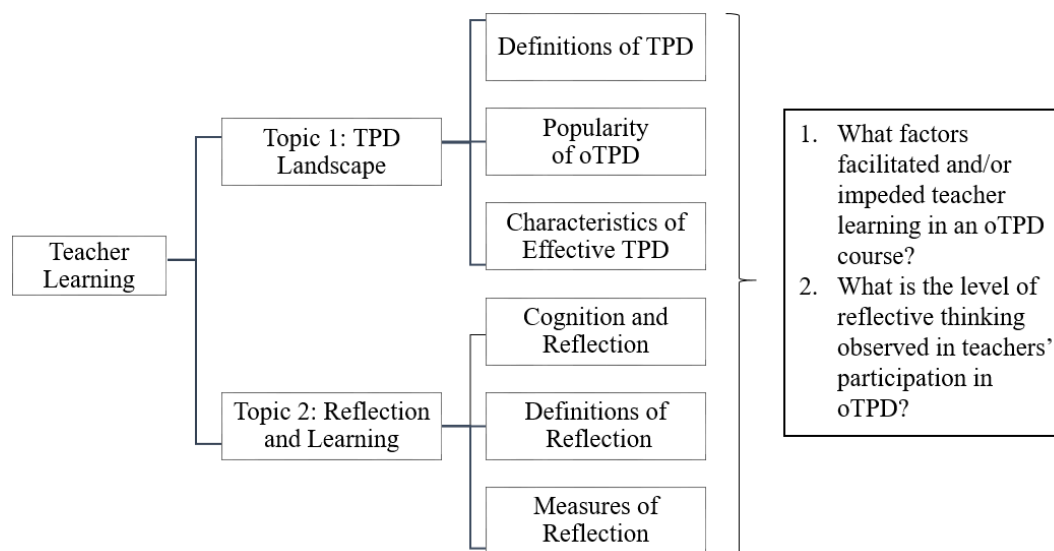 Teacher
Learning
Topic 1: TPD
Landscape
Definitions of TPD
Popularity
of oTPD
Characteristics of
Effective TPD
Topic 2: Reflection
and Learning
Cognition and
Reflection
Definitions of
Reflection
Measures of
Reflection
1. What factors
facilitated and/or
impeded teacher
learning in an oTPD
course?
2. What is the level of
reflective thinking
observed in teachers’
participation in
oTPD?